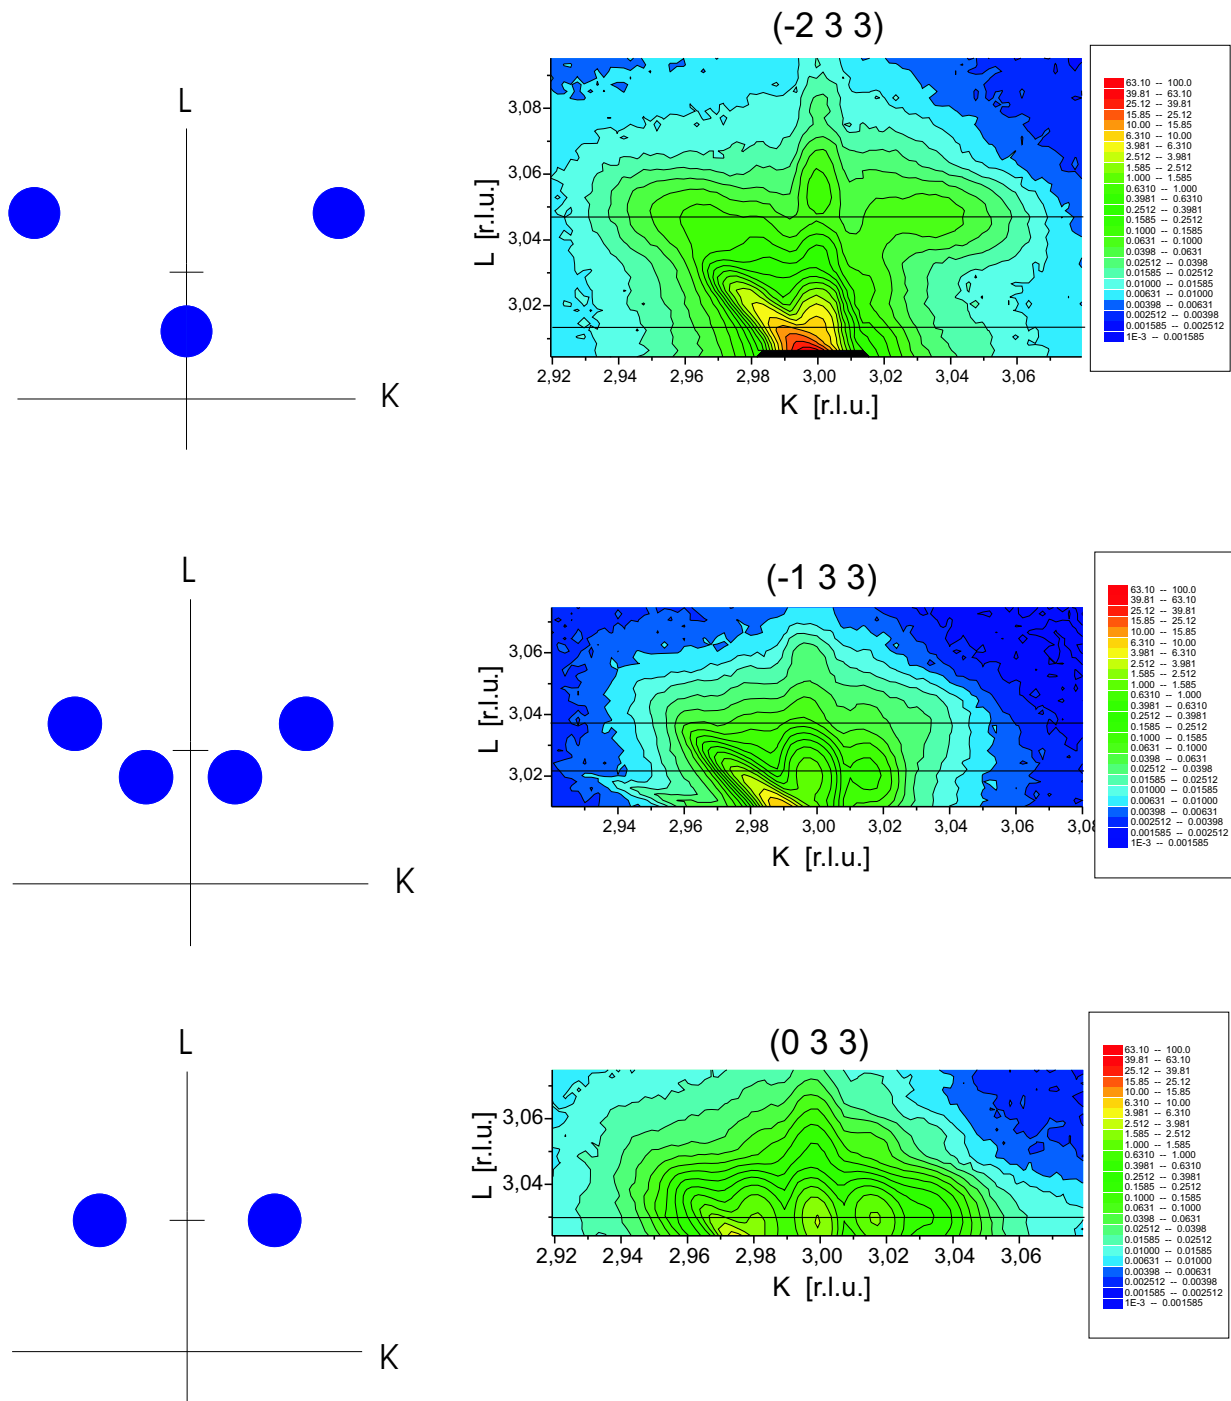 (-2 3 3)
L
K
L [r.l.u.]
3,08
3,06
3,04
3,02
2,92 2,94 2,96 2,98 3,00 3,02 3,04 3,06
K [r.l.u.]
63.10 -- 100.0
39.81 -- 63.10
25.12 -- 39.81
15.85 -- 25.12
10.00 -- 15.85
6.310 -- 10.00
3.981 -- 6.310
2.512 -- 3.981
1.585 -- 2.512
1.000 -- 1.585
0.6310 -- 1.000
0.3981 -- 0.6310
0.2512 -- 0.3981
0.1585 -- 0.2512
0.1000 -- 0.1585
0.0631 -- 0.1000
0.0398 -- 0.0631
0.02512 -- 0.0398
0.01585 -- 0.02512
0.01000 -- 0.01585
0.00631 -- 0.01000
0.00398 -- 0.00631
0.002512 -- 0.00398
0.001585 -- 0.002512
1E-3 -- 0.001585
(-1 3 3)
L
K
L [r.l.u.]
3,06
3,04
3,02
2,94 2,96 2,98 3,00 3,02 3,04 3,06 3,08
K [r.l.u.]
63.10 -- 100.0
39.81 -- 63.10
25.12 -- 39.81
15.85 -- 25.12
10.00 -- 15.85
6.310 -- 10.00
3.981 -- 6.310
2.512 -- 3.981
1.585 -- 2.512
1.000 -- 1.585
0.6310 -- 1.000
0.3981 -- 0.6310
0.2512 -- 0.3981
0.1585 -- 0.2512
0.1000 -- 0.1585
0.0631 -- 0.1000
0.0398 -- 0.0631
0.02512 -- 0.0398
0.01585 -- 0.02512
0.01000 -- 0.01585
0.00631 -- 0.01000
0.00398 -- 0.00631
0.002512 -- 0.00398
0.001585 -- 0.002512
1E-3 -- 0.001585
(0 3 3)
L
K
L [r.l.u.]
3,06
3,04
2,92 2,94 2,96 2,98 3,00 3,02 3,04 3,06
K [r.l.u.]
63.10 -- 100.0
39.81 -- 63.10
25.12 -- 39.81
15.85 -- 25.12
10.00 -- 15.85
6.310 -- 10.00
3.981 -- 6.310
2.512 -- 3.981
1.585 -- 2.512
1.000 -- 1.585
0.6310 -- 1.000
0.3981 -- 0.6310
0.2512 -- 0.3981
0.1585 -- 0.2512
0.1000 -- 0.1585
0.0631 -- 0.1000
0.0398 -- 0.0631
0.02512 -- 0.0398
0.01585 -- 0.02512
0.01000 -- 0.01585
0.00631 -- 0.01000
0.00398 -- 0.00631
0.002512 -- 0.00398
0.001585 -- 0.002512
1E-3 -- 0.001585